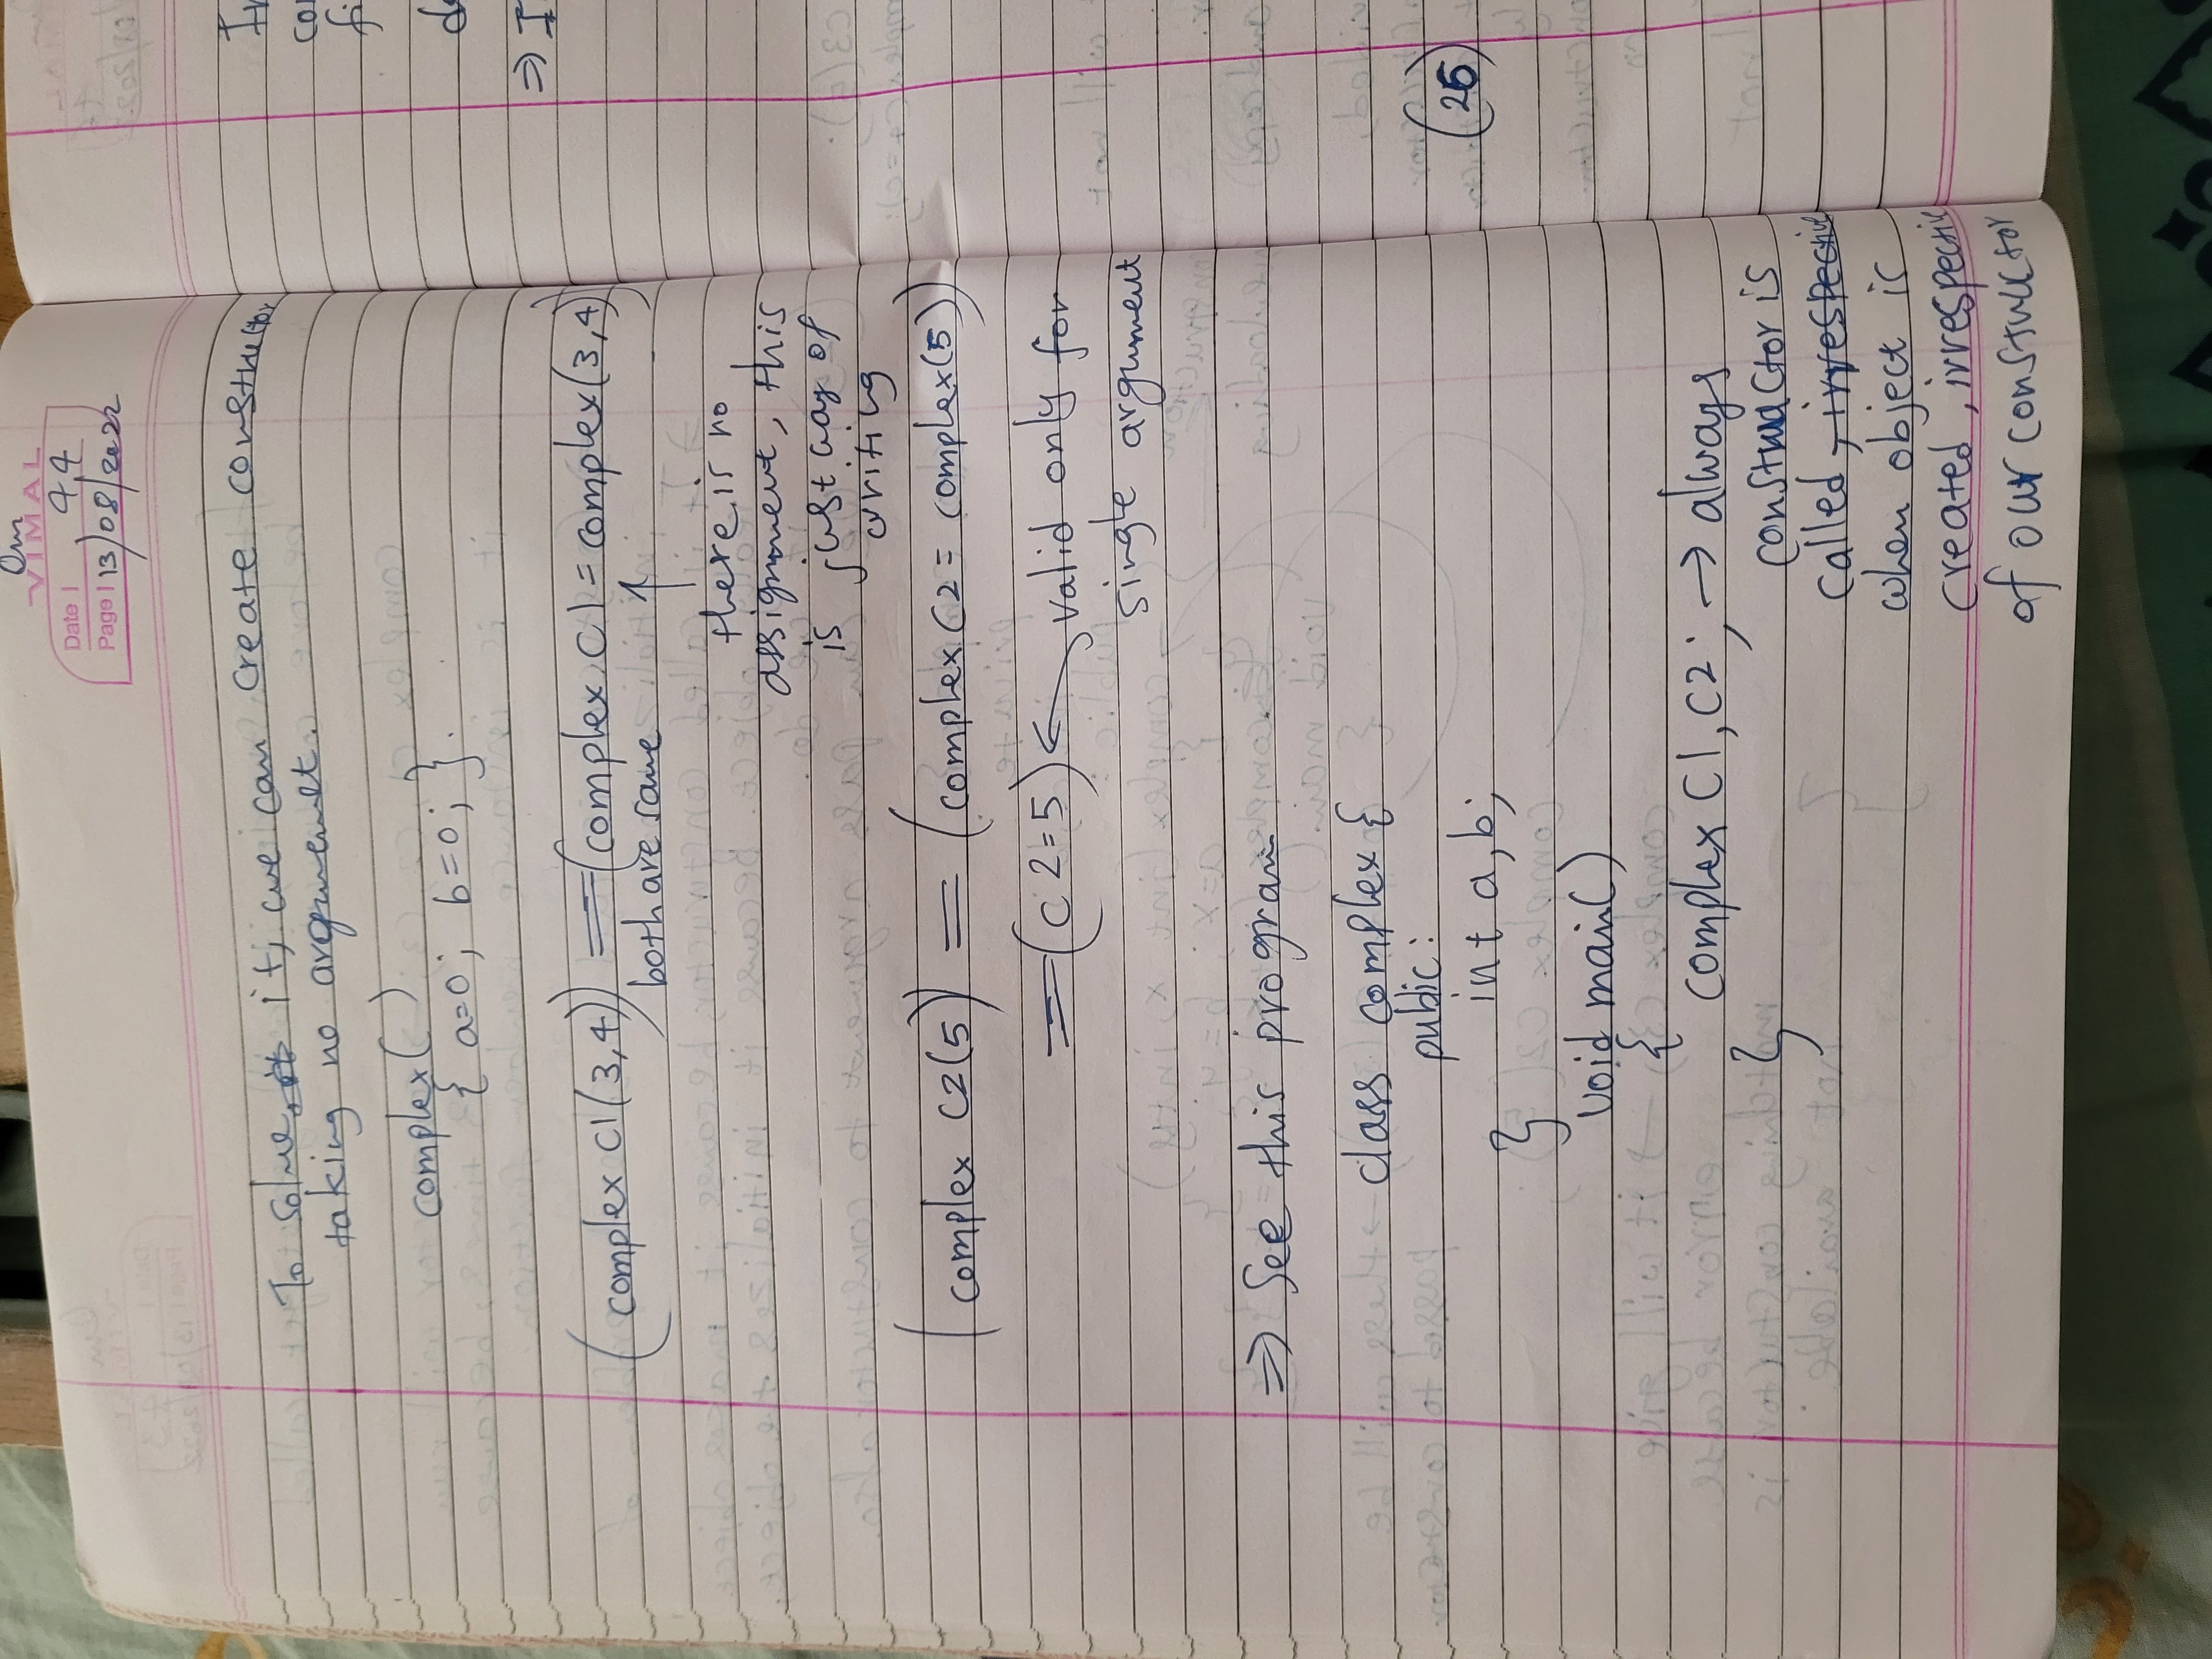 Om
VIMAL
Date | 44
Page | 13/08/2022
To solve it, we can create constructor
taking no argument.
complex( )
{ a=0; b=0; }.
(complex C1(3,4)) == (complex C1 = complex(3,4))
both are same
there is no
assignment, this
is just way of
writing
(complex C2(5)) == (complex C2 = complex(5))
== (C2=5) ← valid only for
single argument
⇒ See this program
class complex {
public:
int a,b;
}
void main()
{
complex C1, C2; → always
}
constructor is
called, irrespective
when object is
created, irrespective
of our constuctor
In
co
fi
de
⇒ I
(26)